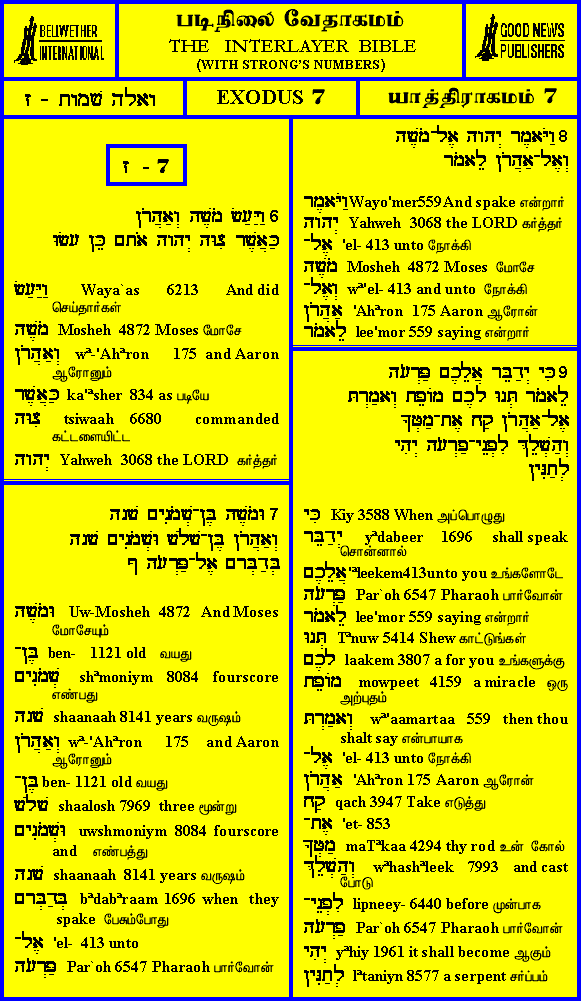 BELLWETHER
INTERNATIONAL
படிநிலை வேதாகமம்
THE INTERLAYER BIBLE
(WITH STRONG'S NUMBERS)
GOOD NEWS
PUBLISHERS
ואלה שמות - ז
EXODUS 7
யாத்திராகமம் 7
ז - 7
6 וַיַּעַשׂ מֹשֶׁה וְאַהֲרֹן
כַּאֲשֶׁר צִוָּה יְהוָה אֹתָם כֵּן עָשׂוּ
וַיַּעַשׂ Waya`as 6213 And did
செய்தார்கள்
מֹשֶׁה Mosheh 4872 Moses மோசே
וְאַהֲרֹן wª-'Ahªron 175 and Aaron
ஆரோனும்
כַּאֲשֶׁר ka'ªsher 834 as படியே
צִוָּה tsiwaah 6680 commanded
கட்டளையிட்ட
יְהוָה Yahweh 3068 the LORD கர்த்தர்
7 וּמֹשֶׁה בֶּן־שְׁמֹנִים שָׁנָה
וְאַהֲרֹן בֶּן־שָׁלֹשׁ וּשְׁמֹנִים שָׁנָה
בְּדַבְּרָם אֶל־פַּרְעֹה ף
וּמֹשֶׁה Uw-Mosheh 4872 And Moses
மோசேயும்
בֶּן־ ben- 1121 old வயது
שְׁמֹנִים shªmoniym 8084 fourscore
எண்பது
שָׁנָה shaanaah 8141 years வருஷம்
וְאַהֲרֹן wª-'Ahªron 175 and Aaron
ஆரோனும்
בֶּן־ ben- 1121 old வயது
שָׁלֹשׁ shaalosh 7969 three மூன்று
וּשְׁמֹנִים uwshmoniym 8084 fourscore
and எண்பத்து
שָׁנָה shaanaah 8141 years வருஷம்
בְּדַבְּרָם bªdabªraam 1696 when they
spake பேசும்போது
אֶל־ 'el- 413 unto
פַּרְעֹה Par`oh 6547 Pharaoh பார்வோன்
8 וַיֹּאמֶר יְהוָה אֶל־מֹשֶׁה
וְאֶל־אַהֲרֹן לֵאמֹר
וַיֹּאמֶר Wayo'mer559 And spake என்றார்
יְהוָה Yahweh 3068 the LORD கர்த்தர்
אֶל־ 'el- 413 unto நோக்கி
מֹשֶׁה Mosheh 4872 Moses மோசே
וְאֶל־ wª'el- 413 and unto நோக்கி
אַהֲרֹן 'Ahªron 175 Aaron ஆரோன்
לֵאמֹר lee'mor 559 saying என்றார்
9 כִּי יְדַבֵּר אֲלֵכֶם פַּרְעֹה
לֵאמֹר תְּנוּ לָכֶם מוֹפֵת וְאָמַרְתָּ
אֶל־אַהֲרֹן קַח אֶת־מַטְּךָ
וְהַשְׁלֵךְ לִפְנֵי־פַרְעֹה יְהִי
לְתַנִּין
כִּי Kiy 3588 When அப்பொழுது
יְדַבֵּר yªdabeer 1696 shall speak
சொன்னால்
אֲלֵכֶם 'ªleekem413unto you உங்களோடே
פַּרְעֹה Par`oh 6547 Pharaoh பார்வோன்
לֵאמֹר lee'mor 559 saying என்றார்
תְּנוּ Tªnuw 5414 Shew காட்டுங்கள்
לָכֶם laakem 3807 a for you உங்களுக்கு
מוֹפֵת mowpeet 4159 a miracle ஒரு
அற்புதம்
וְאָמַרְתָּ wª'aamartaa 559 then thou
shalt say என்பாயாக
אֶל־ 'el- 413 unto நோக்கி
אַהֲרֹן 'Ahªron 175 Aaron ஆரோன்
קַח qach 3947 Take எடுத்து
אֶת־ 'et- 853
מַטְּךָ maTªkaa 4294 thy rod உன் கோல்
וְהַשְׁלֵךְ wªhashªleek 7993 and cast
போடு
לִפְנֵי־ lipneey- 6440 before முன்பாக
פַּרְעֹה Par`oh 6547 Pharaoh பார்வோன்
יְהִי yªhiy 1961 it shall become ஆகும்
לְתַנִּין lªtaniyn 8577 a serpent சர்ப்பம்